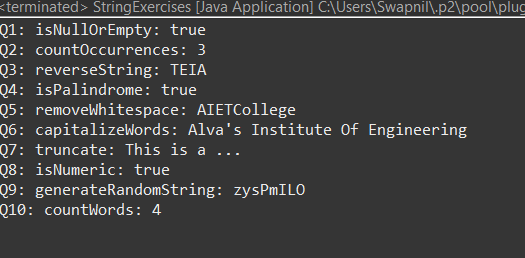 <terminated> StringExercises [Java Application] C:\Users\Swapnil\.p2\pool\plug
Q1: isNullOrEmpty: true
Q2: countOccurrences: 3
Q3: reverseString: TEIA
Q4: isPalindrome: true
Q5: removeWhitespace: AIETCollege
Q6: capitalizeWords: Alva's Institute Of Engineering
Q7: truncate: This is a ...
Q8: isNumeric: true
Q9: generateRandomString: zysPmILO
Q10: countWords: 4